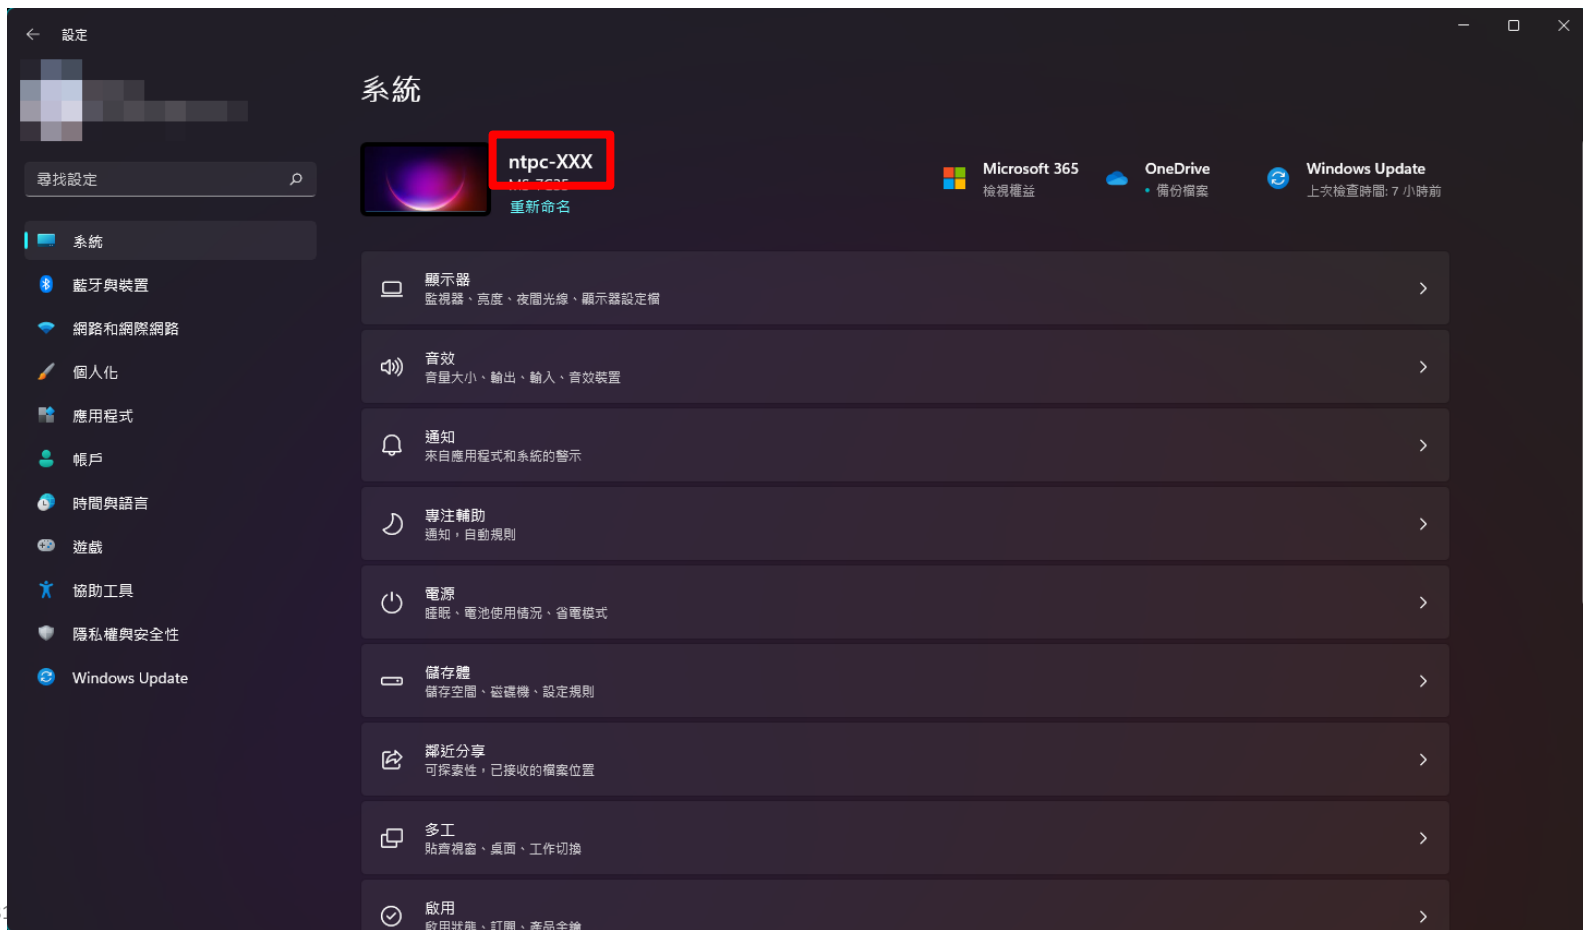 設定
系統
ntpc-XXX
重新命名
Microsoft 365
檢視權益
OneDrive
• 備份檔案
Windows Update
上次檢查時間: 7 小時前
尋找設定
系統
藍牙與裝置
網路和網際網路
個人化
應用程式
帳戶
時間與語言
遊戲
協助工具
隱私權與安全性
Windows Update
顯示器
監視器、亮度、夜間光線、顯示器設定檔
音效
音量大小、輸出、輸入、音效裝置
通知
來自應用程式和系統的警示
專注輔助
通知，自動規則
電源
睡眠、電池使用情況、省電模式
儲存體
儲存空間、磁碟機、設定規則
鄰近分享
可探索性，已接收的檔案位置
多工
貼齊視窗、桌面、工作切換
啟用
啟用狀態、訂閱、產品金鑰